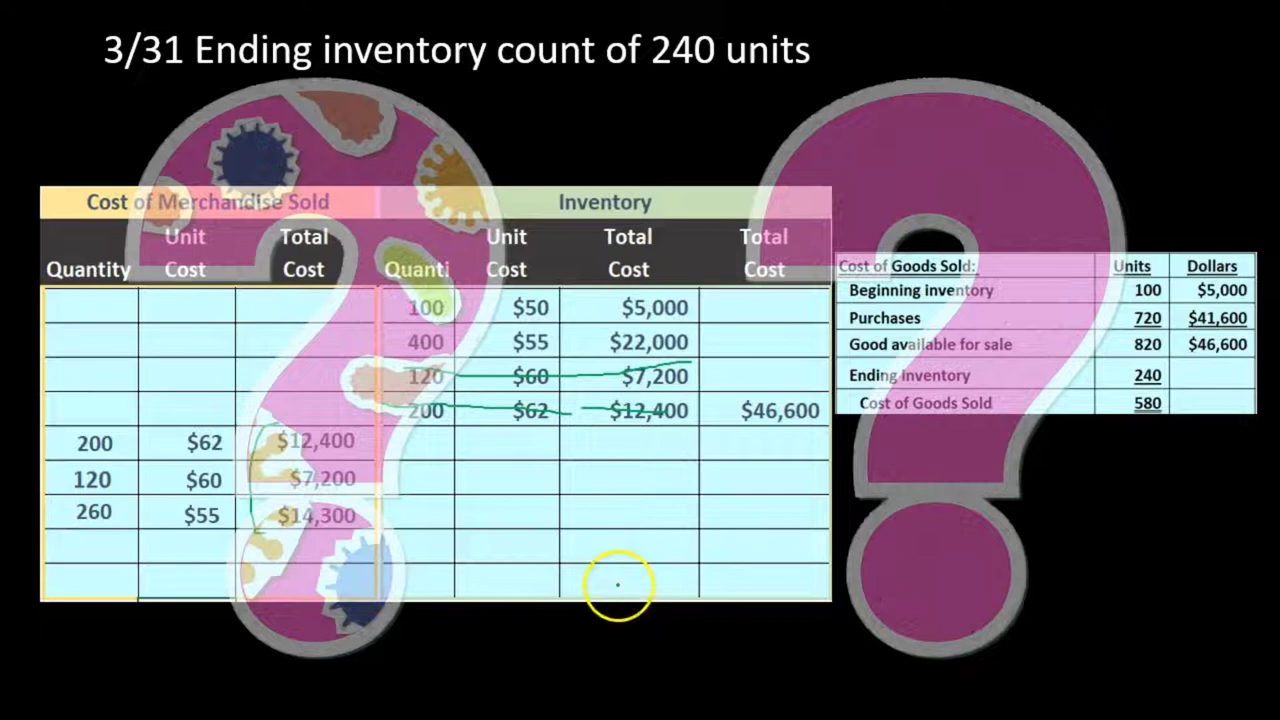 3/31 Ending inventory count of 240 units
Cost of Merchandise Sold Inventory
Unit Total Unit Total Total
Quantity Cost Cost Quanti Cost Cost Cost
100 $50 $5,000
400 $55 $22,000
120 $60 $7,200
200 $62 $12,400 $46,600
200 $62 $12,400
120 $60 $7,200
260 $55 $14,300
Cost of Goods Sold: Units Dollars
Beginning inventory 100 $5,000
Purchases 720 $41,600
Good available for sale 820 $46,600
Ending inventory 240
Cost of Goods Sold 580